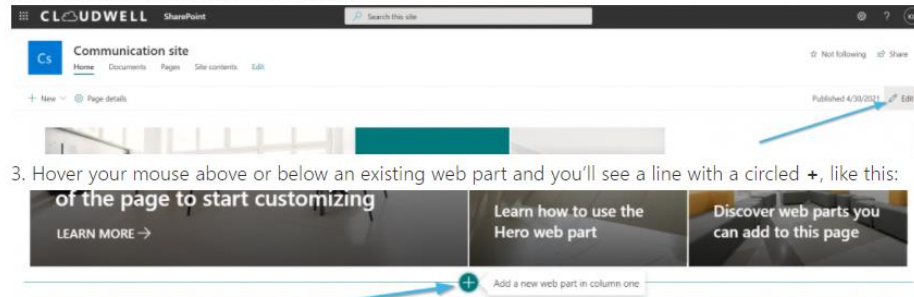 CLOUDWELL SharePoint Search this site ?
Cs Communication site Not following Share
Home Documents Pages Site contents Edit
+ New Page details Published 4/30/2021 Edit
3. Hover your mouse above or below an existing web part and you'll see a line with a circled +, like this:
of the page to start customizing
LEARN MORE →
Learn how to use the
Hero web part
Discover web parts you
can add to this page
Add a new web part in column one